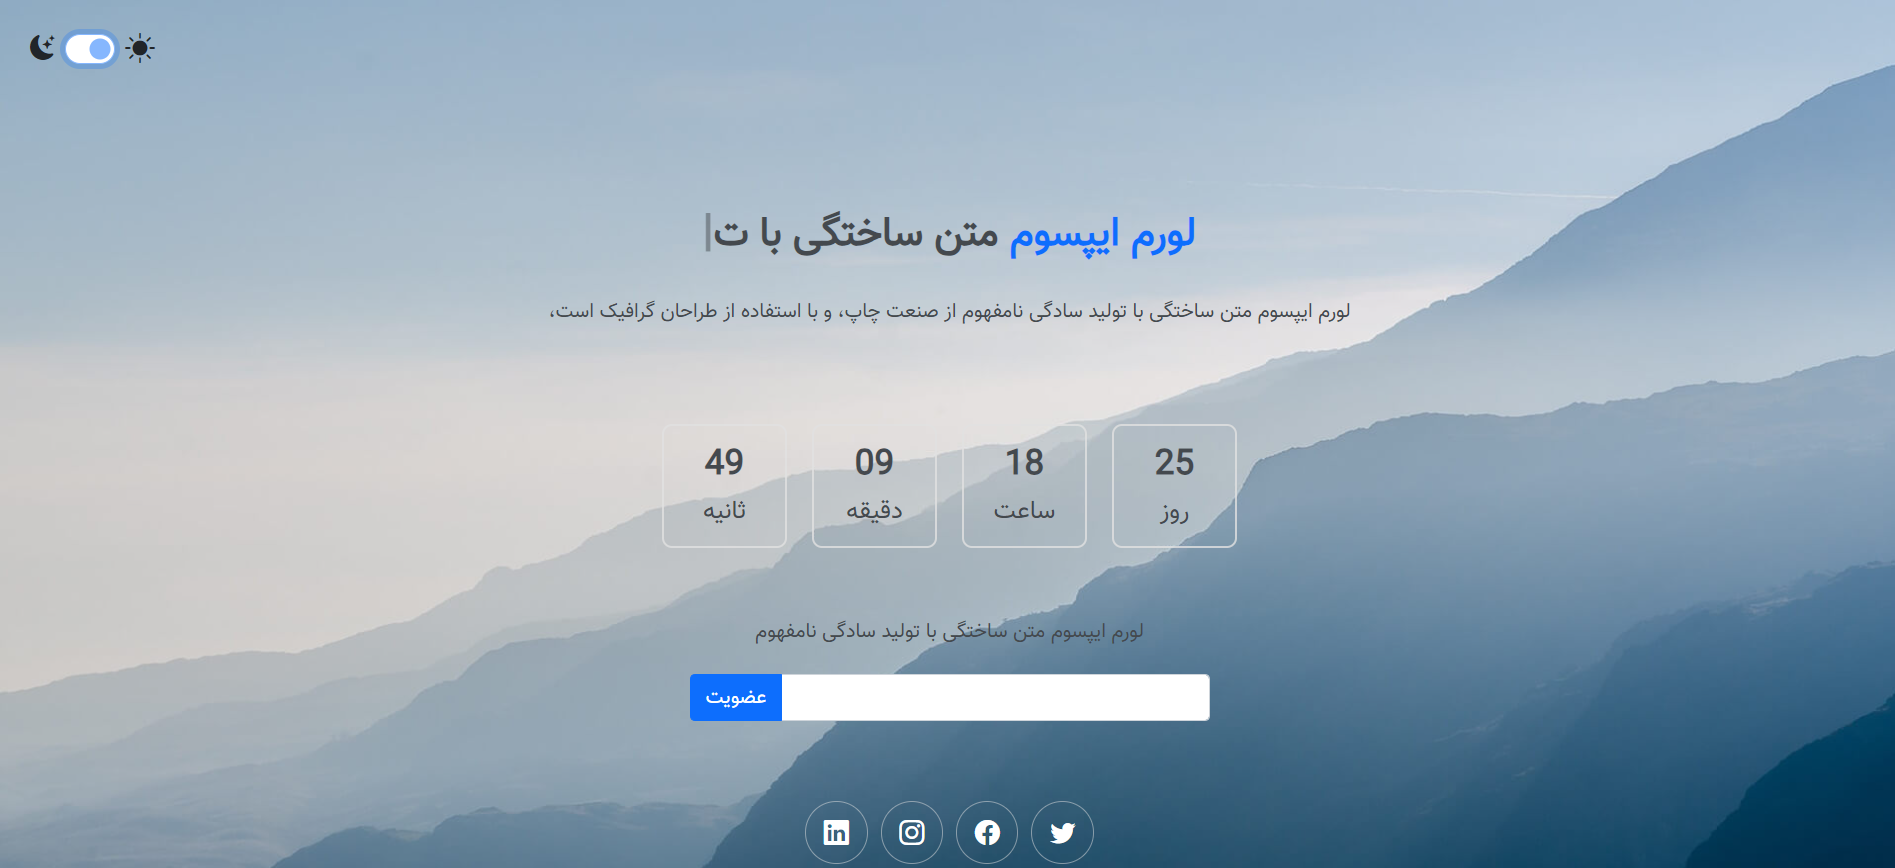 لورم ایپسوم متن ساختگی با ت|
لورم ایپسوم متن ساختگی با تولید سادگی نامفهوم از صنعت چاپ، و با استفاده از طراحان گرافیک است،
25
روز
18
ساعت
09
دقیقه
49
ثانیه
لورم ایپسوم متن ساختگی با تولید سادگی نامفهوم
عضویت